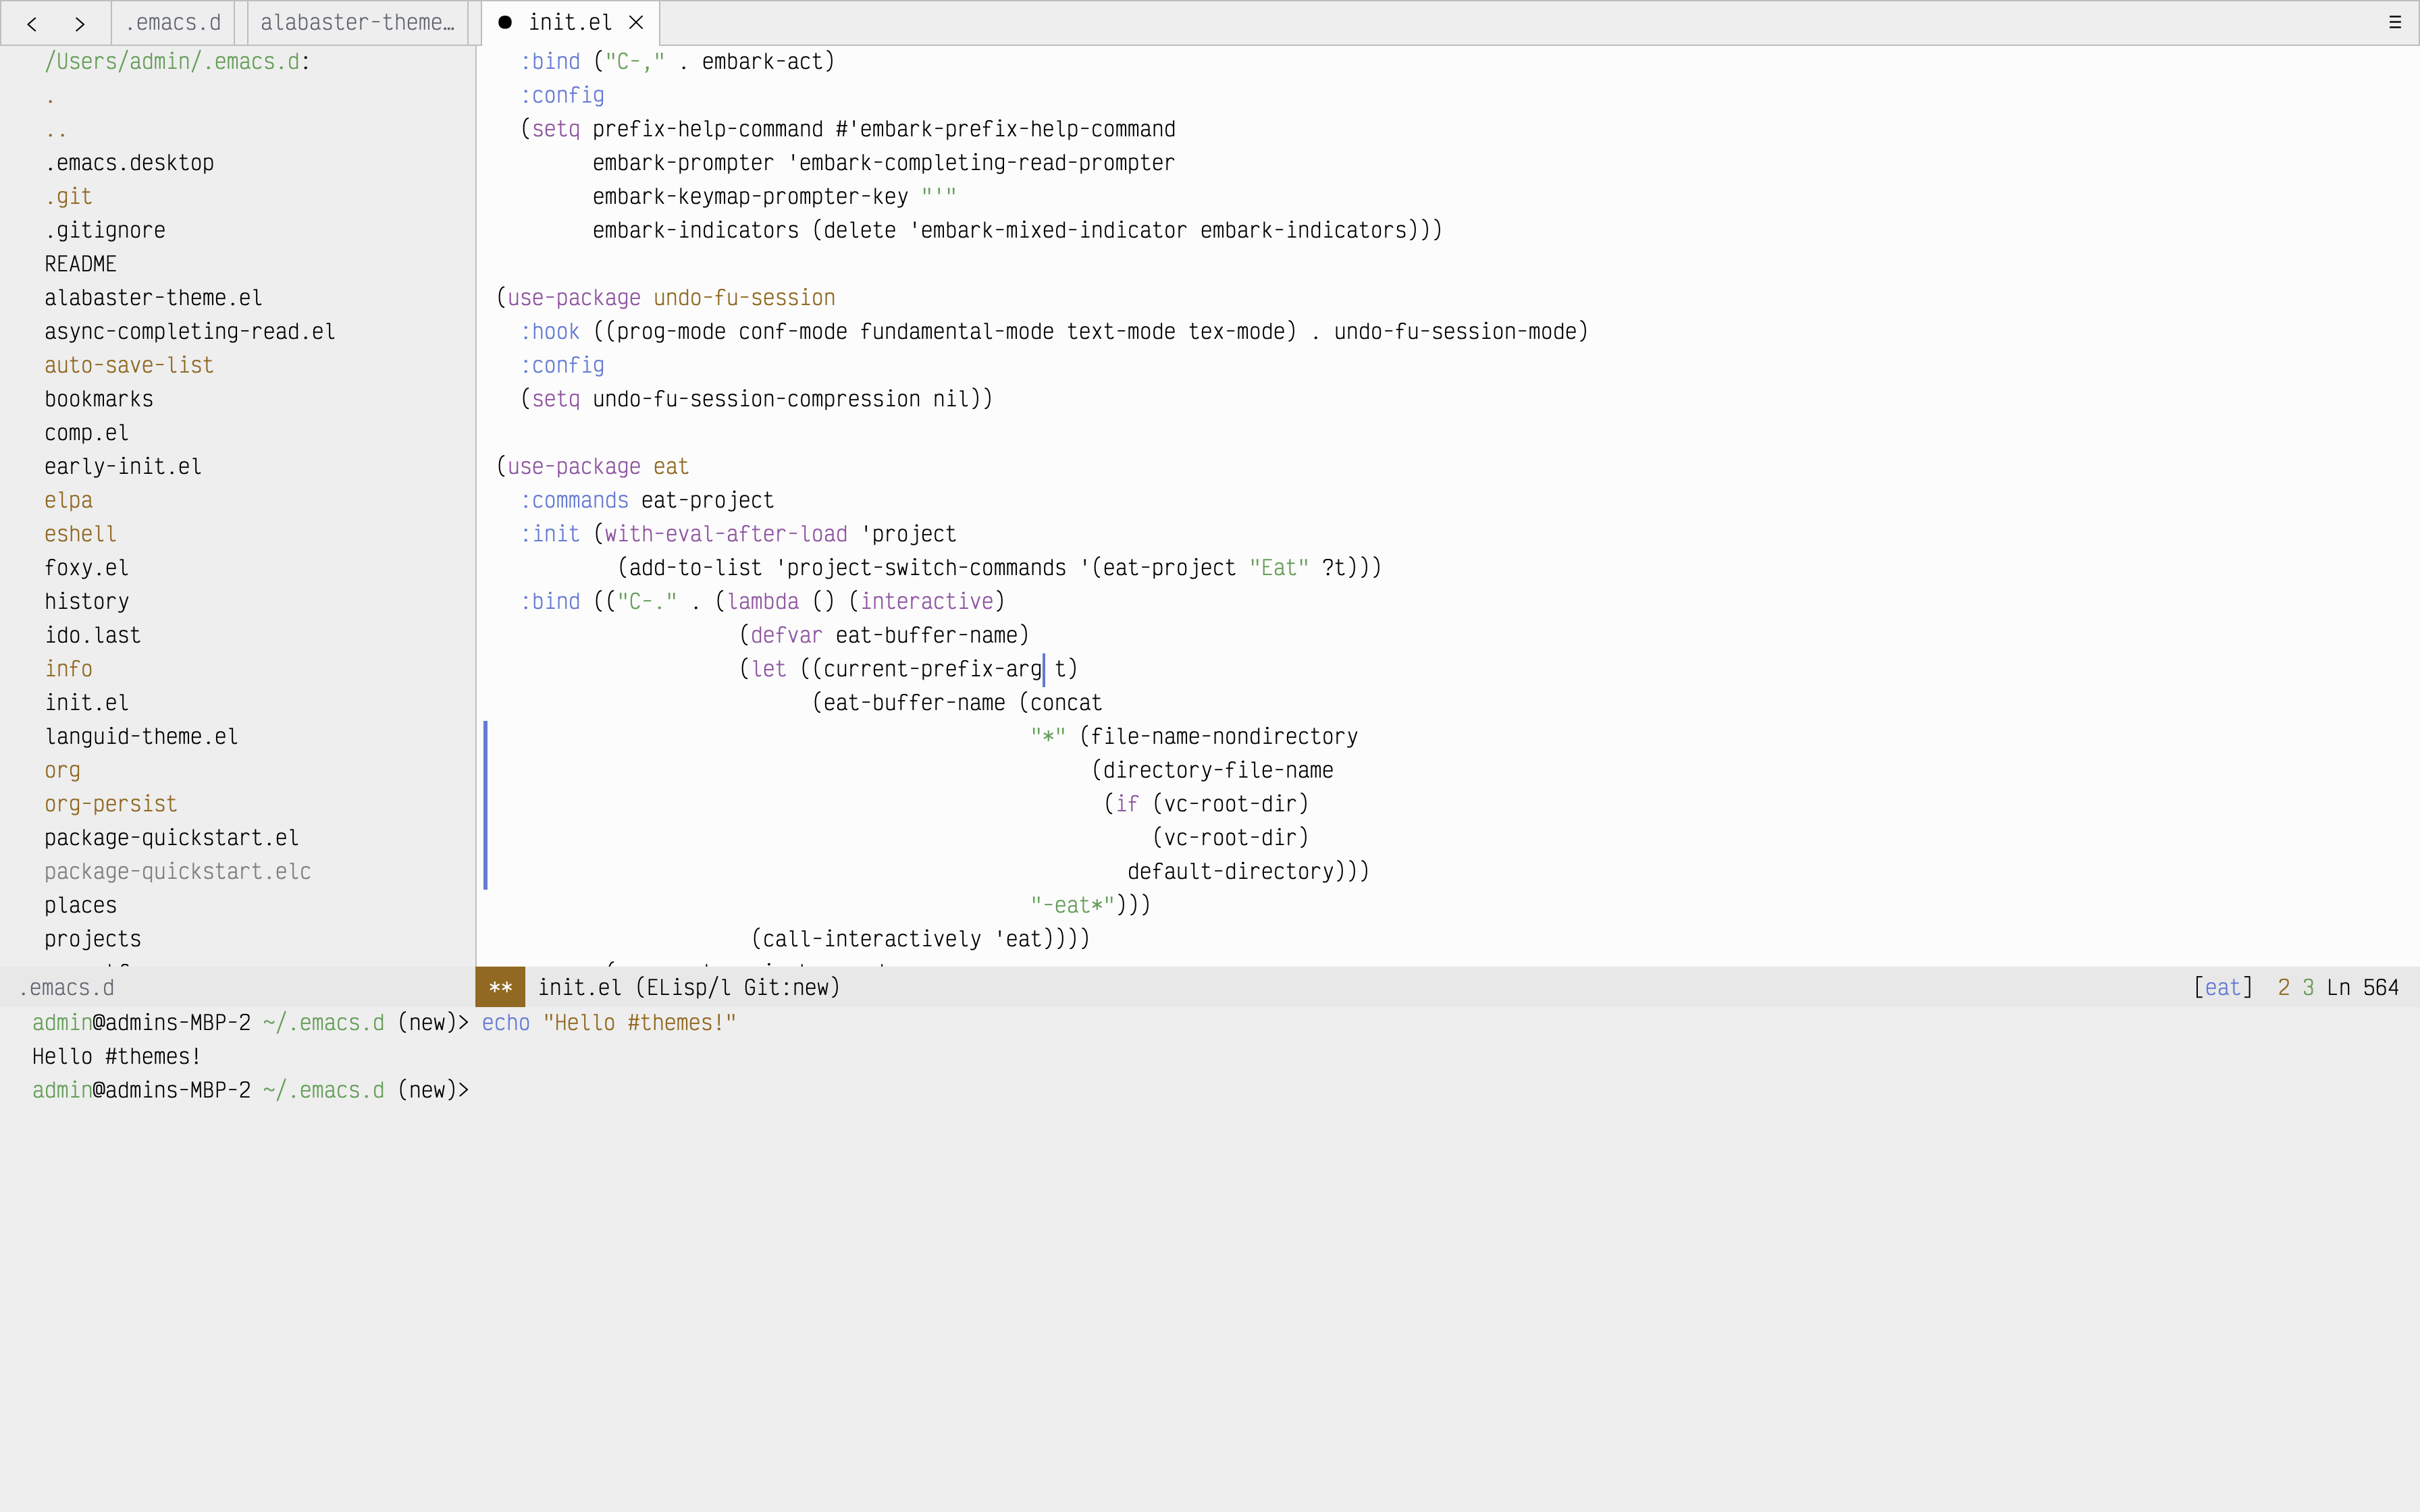 < > .emacs.d alabaster-theme… ● init.el × ≡
/Users/admin/.emacs.d:
.
..
.emacs.desktop
.git
.gitignore
README
alabaster-theme.el
async-completing-read.el
auto-save-list
bookmarks
comp.el
early-init.el
elpa
eshell
foxy.el
history
ido.last
info
init.el
languid-theme.el
org
org-persist
package-quickstart.el
package-quickstart.elc
places
projects
.emacs.d
:bind ("C-," . embark-act)
:config
(setq prefix-help-command #'embark-prefix-help-command
embark-prompter 'embark-completing-read-prompter
embark-keymap-prompter-key "'"
embark-indicators (delete 'embark-mixed-indicator embark-indicators)))
(use-package undo-fu-session
:hook ((prog-mode conf-mode fundamental-mode text-mode tex-mode) . undo-fu-session-mode)
:config
(setq undo-fu-session-compression nil))
(use-package eat
:commands eat-project
:init (with-eval-after-load 'project
(add-to-list 'project-switch-commands '(eat-project "Eat" ?t)))
:bind (("C-." . (lambda () (interactive)
(defvar eat-buffer-name)
(let ((current-prefix-arg t)
(eat-buffer-name (concat
"*" (file-name-nondirectory
(directory-file-name
(if (vc-root-dir)
(vc-root-dir)
default-directory)))
"-eat*")))
(call-interactively 'eat))))
** init.el (ELisp/l Git:new) [eat] 2 3 Ln 564
admin@admins-MBP-2 ~/.emacs.d (new)> echo "Hello #themes!"
Hello #themes!
admin@admins-MBP-2 ~/.emacs.d (new)>